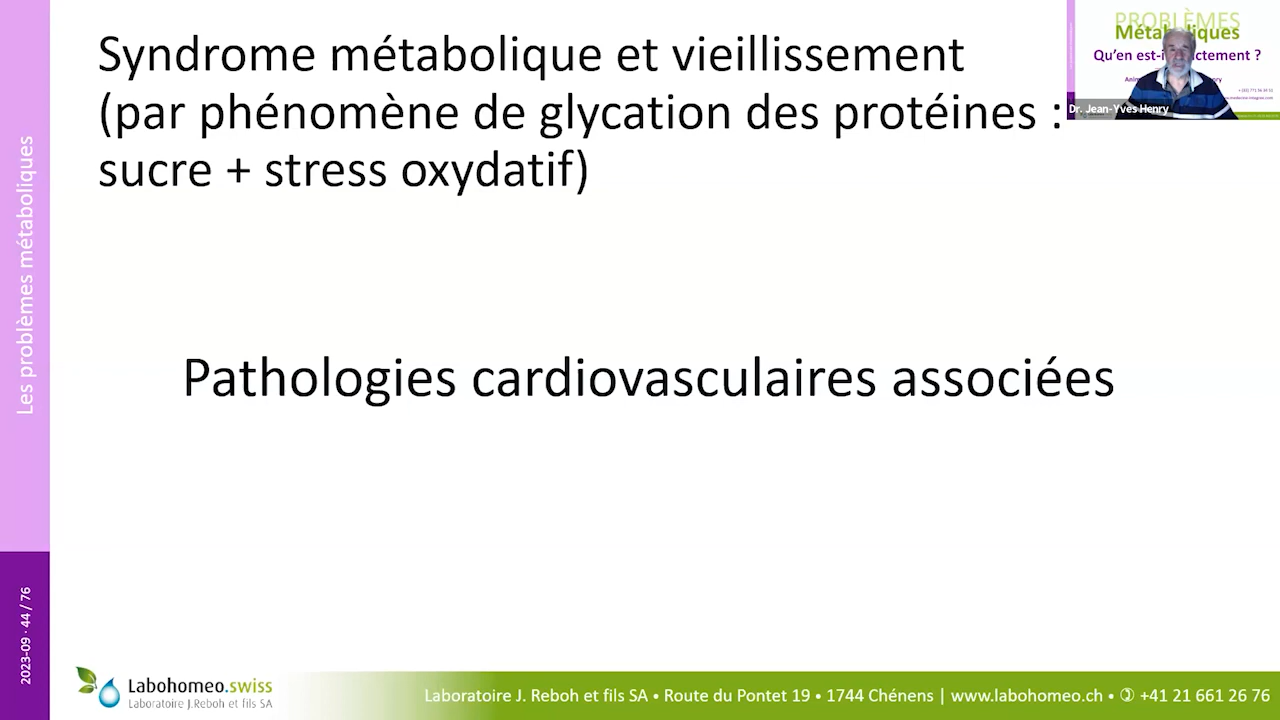 Syndrome métabolique et vieillissement
(par phénomène de glycation des protéines :
sucre + stress oxydatif)
Pathologies cardiovasculaires associées
Les problèmes métaboliques
2023-09 · 44 / 76
PROBLÈMES
Métaboliques
Qu'en est-il exactement ?
Dr. Jean-Yves Henry
Labohomeo.swiss
Laboratoire J.Reboh et fils SA
Laboratoire J. Reboh et fils SA • Route du Pontet 19 • 1744 Chénens | www.labohomeo.ch • ✆ +41 21 661 26 76